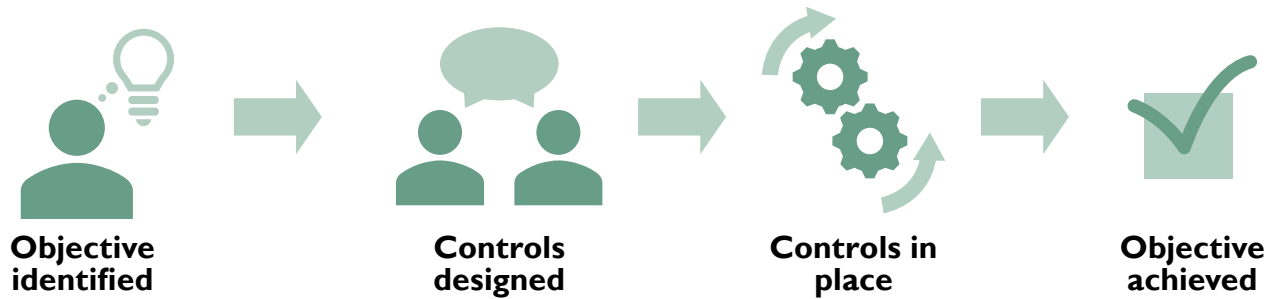 Objective
identified
Controls
designed
Controls in
place
Objective
achieved